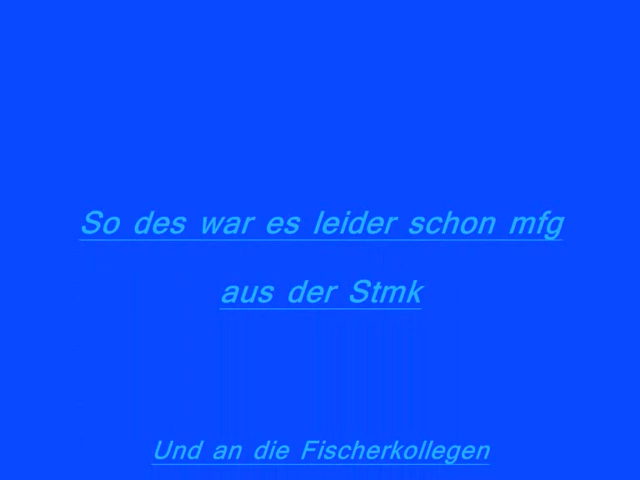 So des war es leider schon mfg
aus der Stmk
Und an die Fischerkollegen